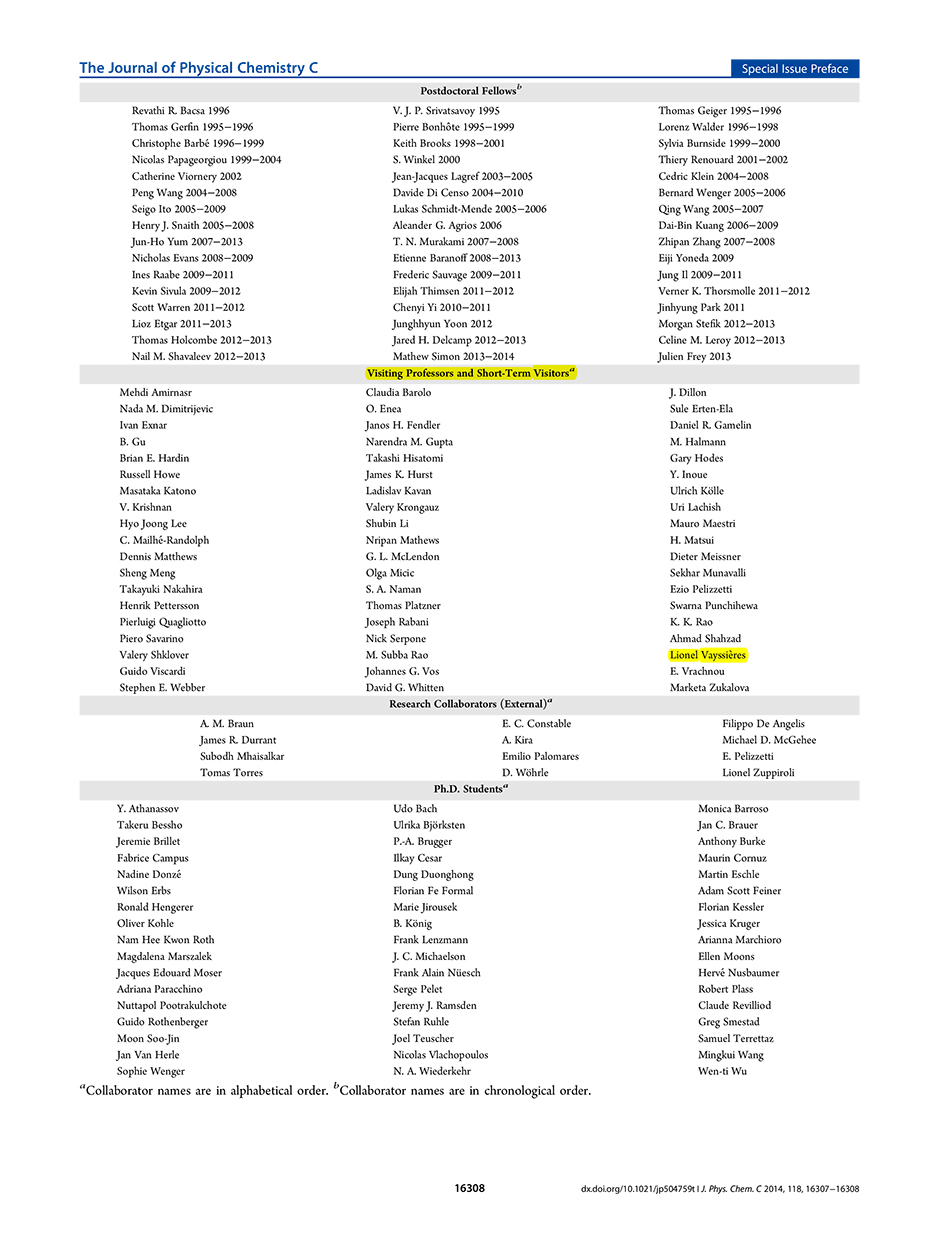 The Journal of Physical Chemistry C Special Issue Preface
Postdoctoral Fellowsb
Revathi R. Bacsa 1996 V. J. P. Srivatsavoy 1995 Thomas Geiger 1995−1996
Thomas Gerfin 1995−1996 Pierre Bonhôte 1995−1999 Lorenz Walder 1996−1998
Christophe Barbé 1996−1999 Keith Brooks 1998−2001 Sylvia Burnside 1999−2000
Nicolas Papageorgiou 1999−2004 S. Winkel 2000 Thiery Renouard 2001−2002
Catherine Viornery 2002 Jean-Jacques Lagref 2003−2005 Cedric Klein 2004−2008
Peng Wang 2004−2008 Davide Di Censo 2004−2010 Bernard Wenger 2005−2006
Seigo Ito 2005−2009 Lukas Schmidt-Mende 2005−2006 Qing Wang 2005−2007
Henry J. Snaith 2005−2008 Aleander G. Agrios 2006 Dai-Bin Kuang 2006−2009
Jun-Ho Yum 2007−2013 T. N. Murakami 2007−2008 Zhipan Zhang 2007−2008
Nicholas Evans 2008−2009 Etienne Baranoff 2008−2013 Eiji Yoneda 2009
Ines Raabe 2009−2011 Frederic Sauvage 2009−2011 Jung Il 2009−2011
Kevin Sivula 2009−2012 Elijah Thimsen 2011−2012 Verner K. Thorsmolle 2011−2012
Scott Warren 2011−2012 Chenyi Yi 2010−2011 Jinhyung Park 2011
Lioz Etgar 2011−2013 Junghhyun Yoon 2012 Morgan Stefik 2012−2013
Thomas Holcombe 2012−2013 Jared H. Delcamp 2012−2013 Celine M. Leroy 2012−2013
Nail M. Shavaleev 2012−2013 Mathew Simon 2013−2014 Julien Frey 2013
Visiting Professors and Short-Term Visitorsa
Mehdi Amirnasr Claudia Barolo J. Dillon
Nada M. Dimitrijevic O. Enea Sule Erten-Ela
Ivan Exnar Janos H. Fendler Daniel R. Gamelin
B. Gu Narendra M. Gupta M. Halmann
Brian E. Hardin Takashi Hisatomi Gary Hodes
Russell Howe James K. Hurst Y. Inoue
Masataka Katono Ladislav Kavan Ulrich Kölle
V. Krishnan Valery Krongauz Uri Lachish
Hyo Joong Lee Shubin Li Mauro Maestri
C. Mailhé-Randolph Nripan Mathews H. Matsui
Dennis Matthews G. L. McLendon Dieter Meissner
Sheng Meng Olga Micic Sekhar Munavalli
Takayuki Nakahira S. A. Naman Ezio Pelizzetti
Henrik Pettersson Thomas Platzner Swarna Punchihewa
Pierluigi Quagliotto Joseph Rabani K. K. Rao
Piero Savarino Nick Serpone Ahmad Shahzad
Valery Shklover M. Subba Rao Lionel Vayssières
Guido Viscardi Johannes G. Vos E. Vrachnou
Stephen E. Webber David G. Whitten Marketa Zukalova
Research Collaborators (External)a
A. M. Braun E. C. Constable Filippo De Angelis
James R. Durrant A. Kira Michael D. McGehee
Subodh Mhaisalkar Emilio Palomares E. Pelizzetti
Tomas Torres D. Wöhrle Lionel Zuppiroli
Ph.D. Studentsa
Y. Athanassov Udo Bach Monica Barroso
Takeru Bessho Ulrika Björksten Jan C. Brauer
Jeremie Brillet P.-A. Brugger Anthony Burke
Fabrice Campus Ilkay Cesar Maurin Cornuz
Nadine Donzé Dung Duonghong Martin Eschle
Wilson Erbs Florian Fe Formal Adam Scott Feiner
Ronald Hengerer Marie Jirousek Florian Kessler
Oliver Kohle B. König Jessica Kruger
Nam Hee Kwon Roth Frank Lenzmann Arianna Marchioro
Magdalena Marszalek J. C. Michaelson Ellen Moons
Jacques Edouard Moser Frank Alain Nüesch Hervé Nusbaumer
Adriana Paracchino Serge Pelet Robert Plass
Nuttapol Pootrakulchote Jeremy J. Ramsden Claude Revilliod
Guido Rothenberger Stefan Ruhle Greg Smestad
Moon Soo-Jin Joel Teuscher Samuel Terrettaz
Jan Van Herle Nicolas Vlachopoulos Mingkui Wang
Sophie Wenger N. A. Wiederkehr Wen-ti Wu
aCollaborator names are in alphabetical order. bCollaborator names are in chronological order.
16308 dx.doi.org/10.1021/jp504759t | J. Phys. Chem. C 2014, 118, 16307−16308